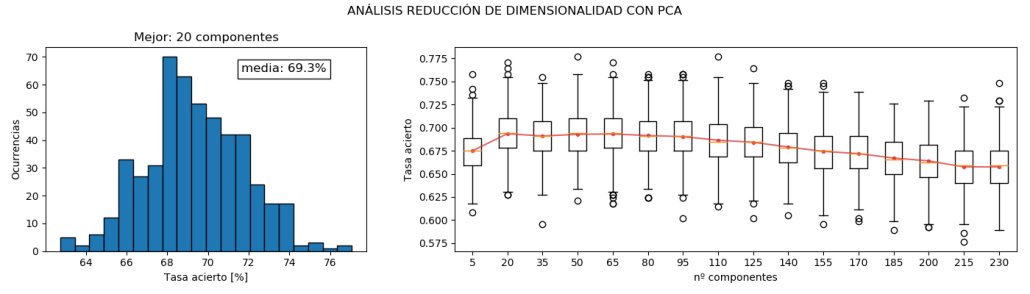 ANÁLISIS REDUCCIÓN DE DIMENSIONALIDAD CON PCA
Mejor: 20 componentes
media: 69.3%
Ocurrencias
70
60
50
40
30
20
10
0
64 66 68 70 72 74 76
Tasa acierto [%]
Tasa acierto
0.775
0.750
0.725
0.700
0.675
0.650
0.625
0.600
0.575
5 20 35 50 65 80 95 110 125 140 155 170 185 200 215 230
nº componentes